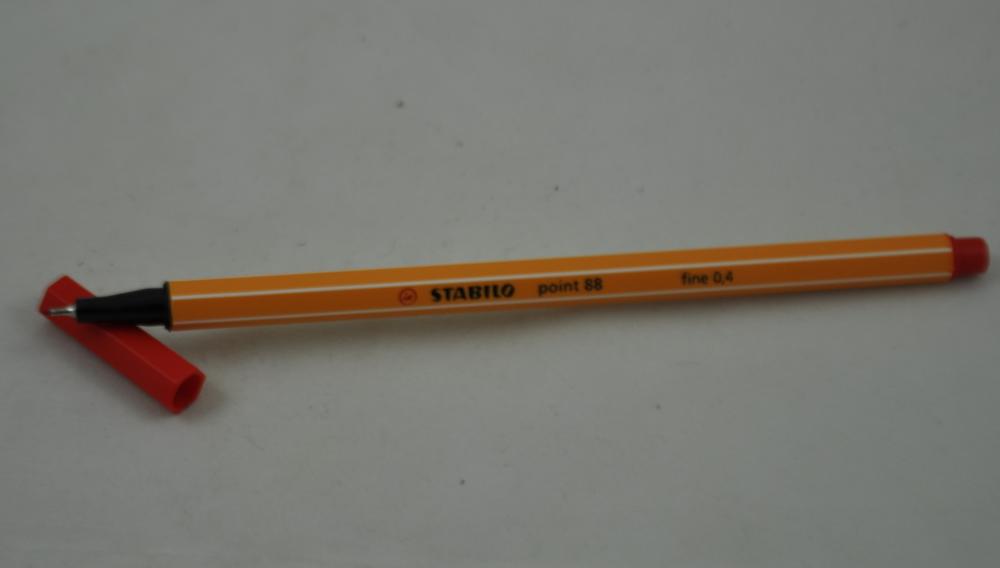 STABILO point 88 fine 0,4